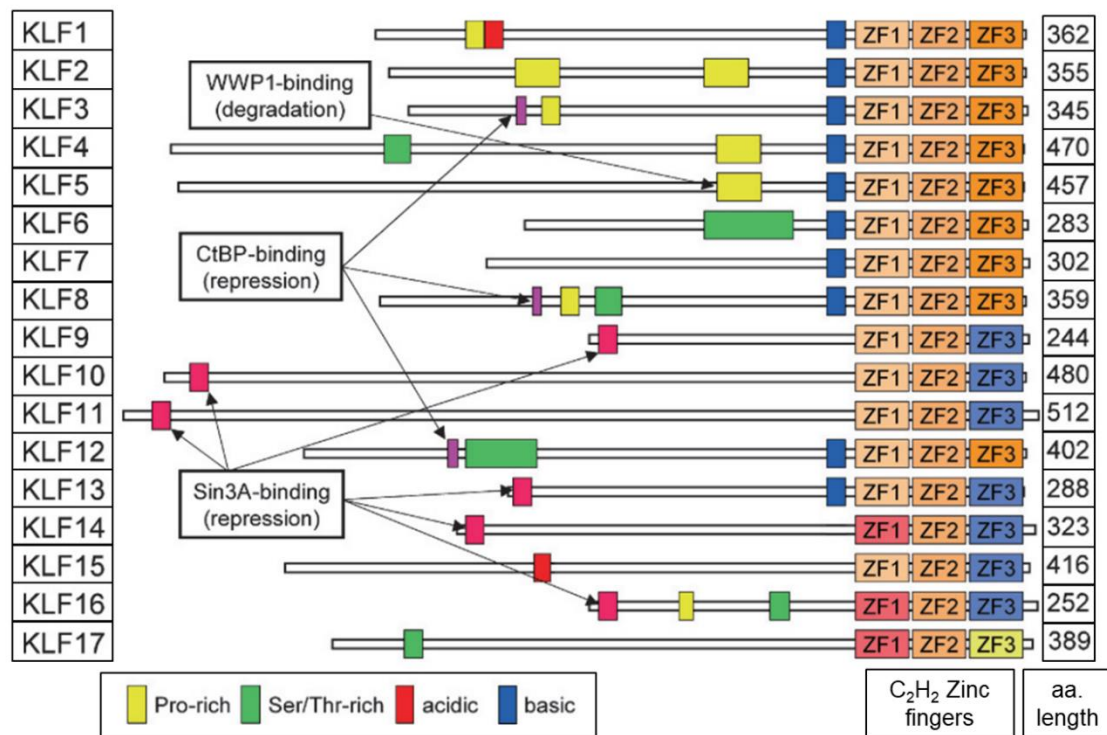 KLF1 ZF1 ZF2 ZF3 362
KLF2 ZF1 ZF2 ZF3 355
WWP1-binding
(degradation)
KLF3 ZF1 ZF2 ZF3 345
KLF4 ZF1 ZF2 ZF3 470
KLF5 ZF1 ZF2 ZF3 457
KLF6 ZF1 ZF2 ZF3 283
CtBP-binding
(repression)
KLF7 ZF1 ZF2 ZF3 302
KLF8 ZF1 ZF2 ZF3 359
KLF9 ZF1 ZF2 ZF3 244
KLF10 ZF1 ZF2 ZF3 480
KLF11 ZF1 ZF2 ZF3 512
KLF12 ZF1 ZF2 ZF3 402
Sin3A-binding
(repression)
KLF13 ZF1 ZF2 ZF3 288
KLF14 ZF1 ZF2 ZF3 323
KLF15 ZF1 ZF2 ZF3 416
KLF16 ZF1 ZF2 ZF3 252
KLF17 ZF1 ZF2 ZF3 389
Pro-rich Ser/Thr-rich acidic basic
C₂H₂ Zinc
fingers
aa.
length